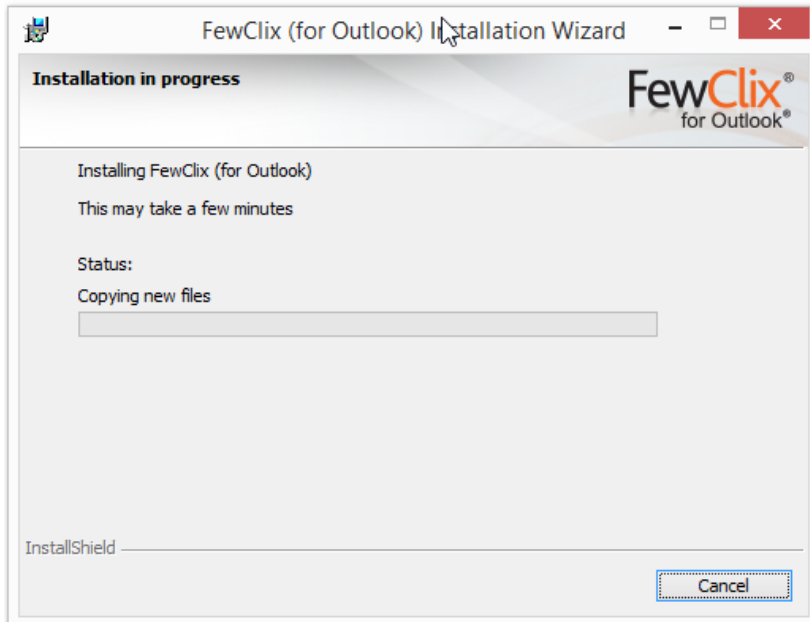 FewClix (for Outlook) Installation Wizard
Installation in progress
FewClix®
for Outlook®
Installing FewClix (for Outlook)
This may take a few minutes
Status:
Copying new files
InstallShield
Cancel